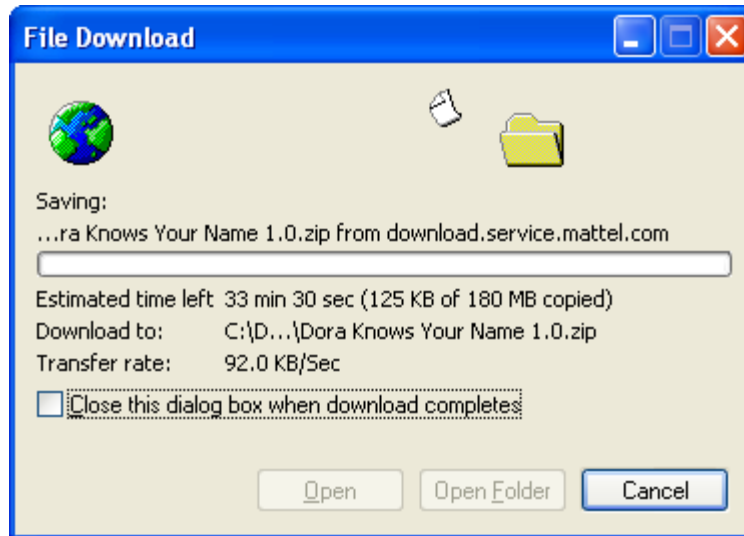 File Download
Saving:
...ra Knows Your Name 1.0.zip from download.service.mattel.com
Estimated time left 33 min 30 sec (125 KB of 180 MB copied)
Download to: C:\D...\Dora Knows Your Name 1.0.zip
Transfer rate: 92.0 KB/Sec
Close this dialog box when download completes
Open Open Folder Cancel